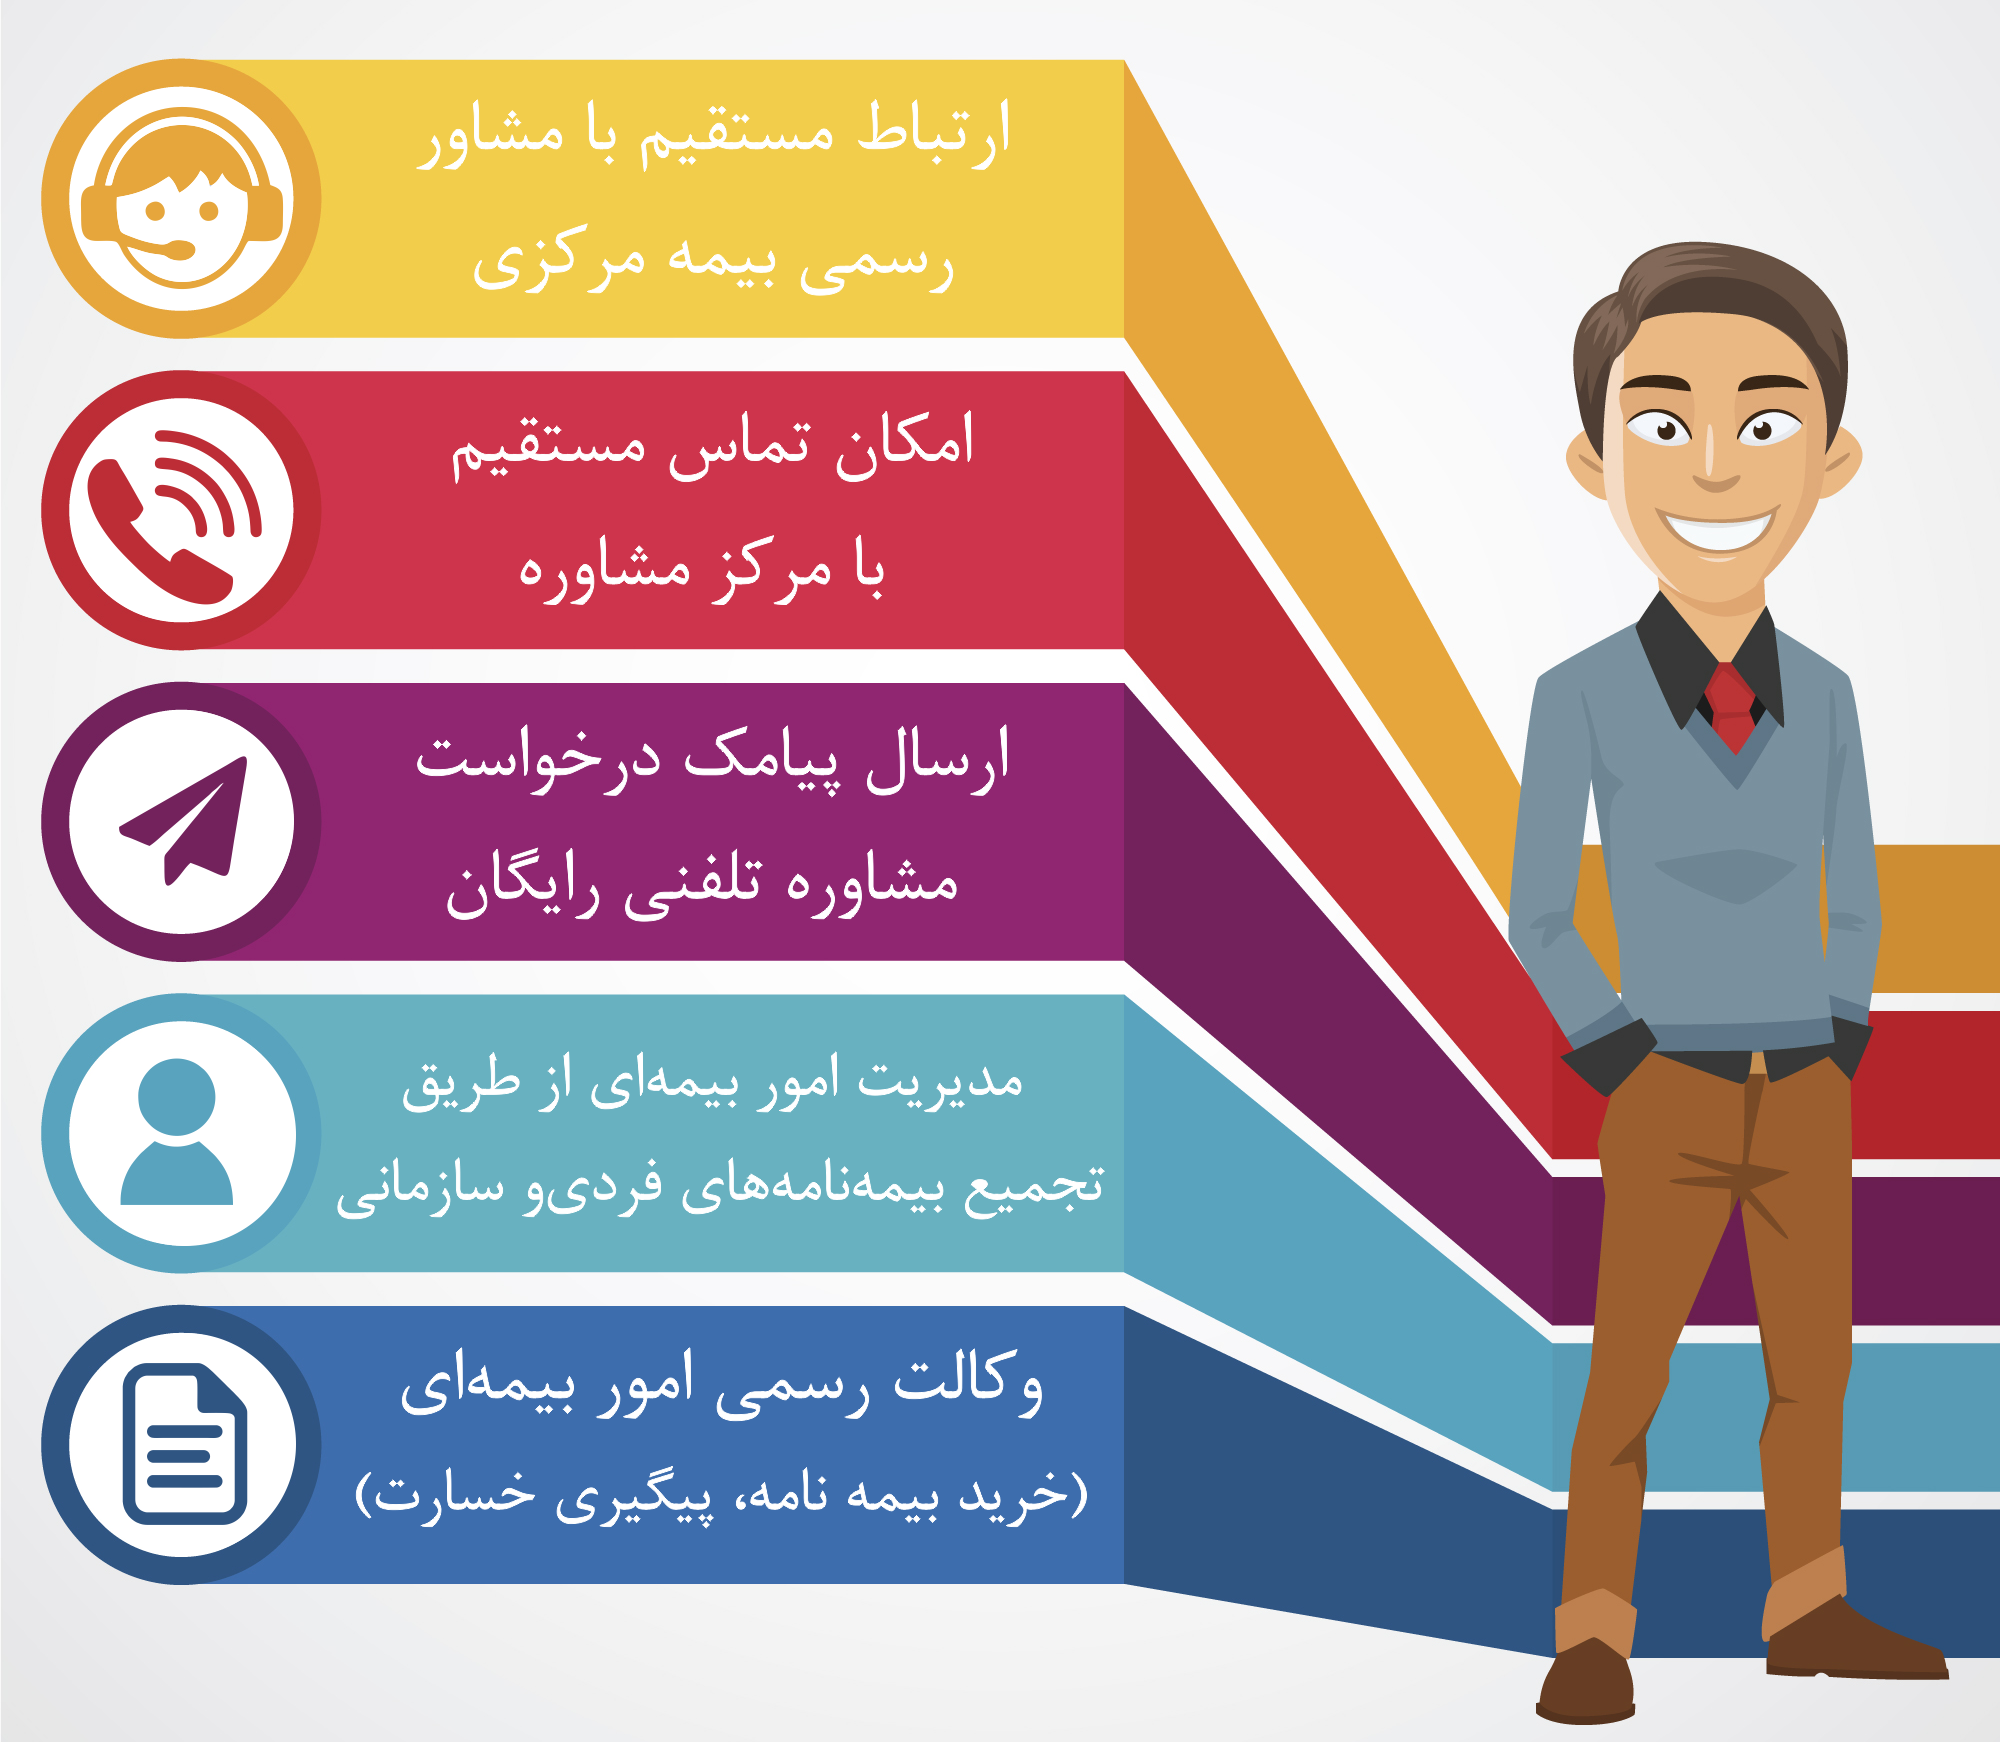 ارتباط مستقیم با مشاور
رسمی بیمه مرکزی
امکان تماس مستقیم
با مرکز مشاوره
ارسال پیامک درخواست
مشاوره تلفنی رایگان
مدیریت امور بیمه‌ای از طریق
تجمیع بیمه‌نامه‌های فردی‌و سازمانی
وکالت رسمی امور بیمه‌ای
(خرید بیمه نامه، پیگیری خسارت)